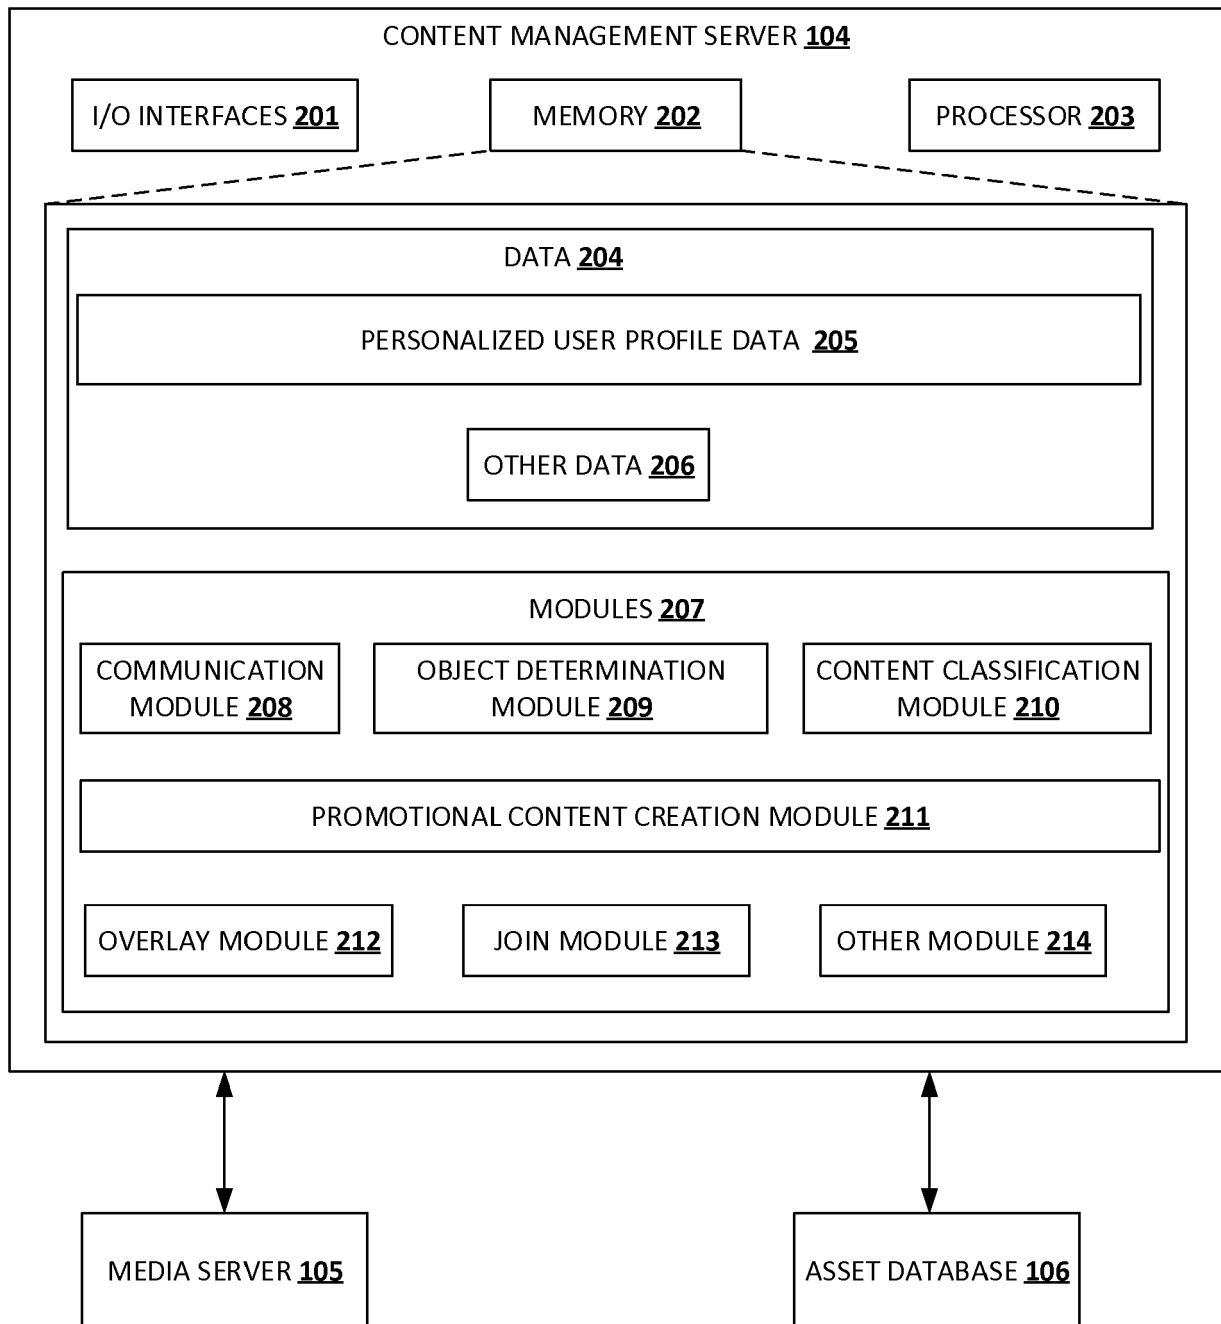 CONTENT MANAGEMENT SERVER 104
I/O INTERFACES 201
MEMORY 202
PROCESSOR 203
DATA 204
PERSONALIZED USER PROFILE DATA 205
OTHER DATA 206
MODULES 207
COMMUNICATION
MODULE 208
OBJECT DETERMINATION
MODULE 209
CONTENT CLASSIFICATION
MODULE 210
PROMOTIONAL CONTENT CREATION MODULE 211
OVERLAY MODULE 212
JOIN MODULE 213
OTHER MODULE 214
MEDIA SERVER 105
ASSET DATABASE 106